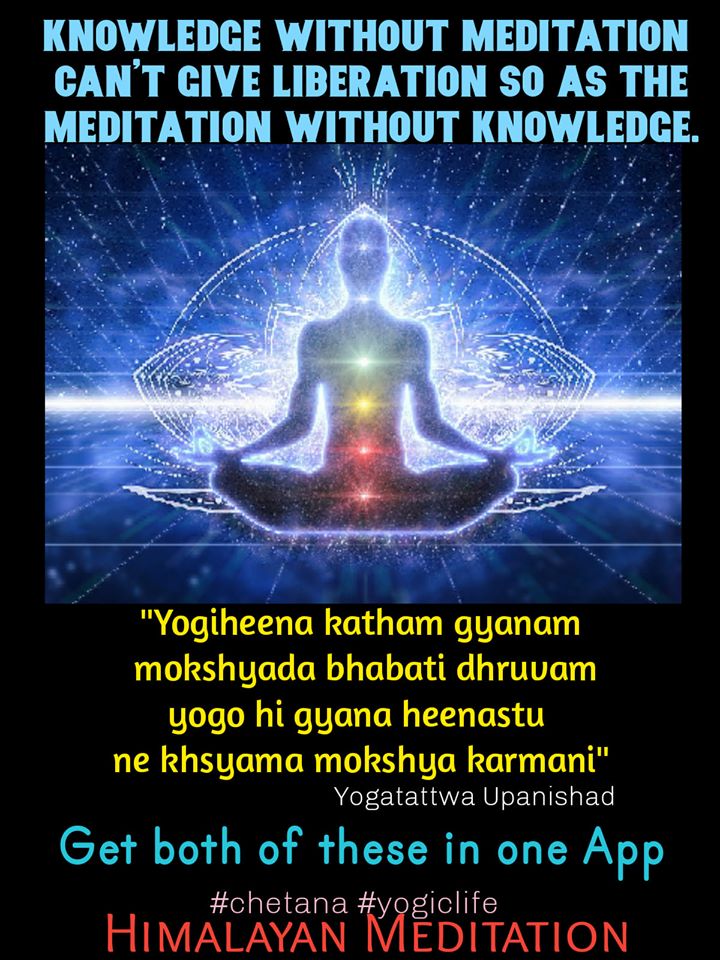 KNOWLEDGE WITHOUT MEDITATION
CAN'T GIVE LIBERATION SO AS THE
MEDITATION WITHOUT KNOWLEDGE.
"Yogiheena katham gyanam
mokshyada bhabati dhruvam
yogo hi gyana heenastu
ne khsyama mokshya karmani"
Yogatattwa Upanishad
Get both of these in one App
#chetana #yogiclife
HIMALAYAN MEDITATION